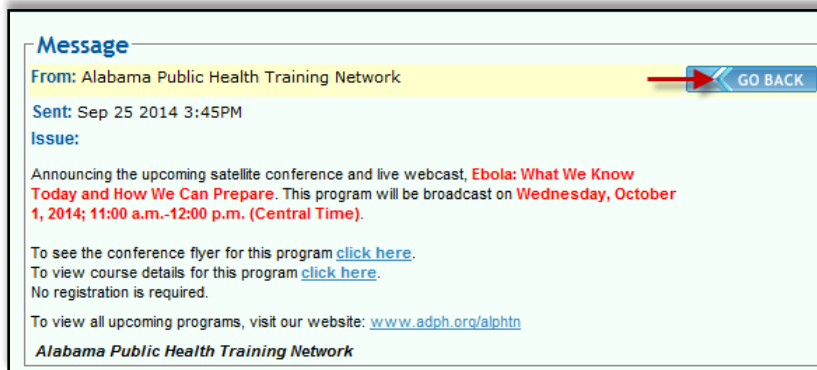 Message
From: Alabama Public Health Training Network
GO BACK
Sent: Sep 25 2014 3:45PM
Issue:
Announcing the upcoming satellite conference and live webcast, Ebola: What We Know
Today and How We Can Prepare. This program will be broadcast on Wednesday, October
1, 2014; 11:00 a.m.-12:00 p.m. (Central Time).
To see the conference flyer for this program click here.
To view course details for this program click here.
No registration is required.
To view all upcoming programs, visit our website: www.adph.org/alphtn
Alabama Public Health Training Network